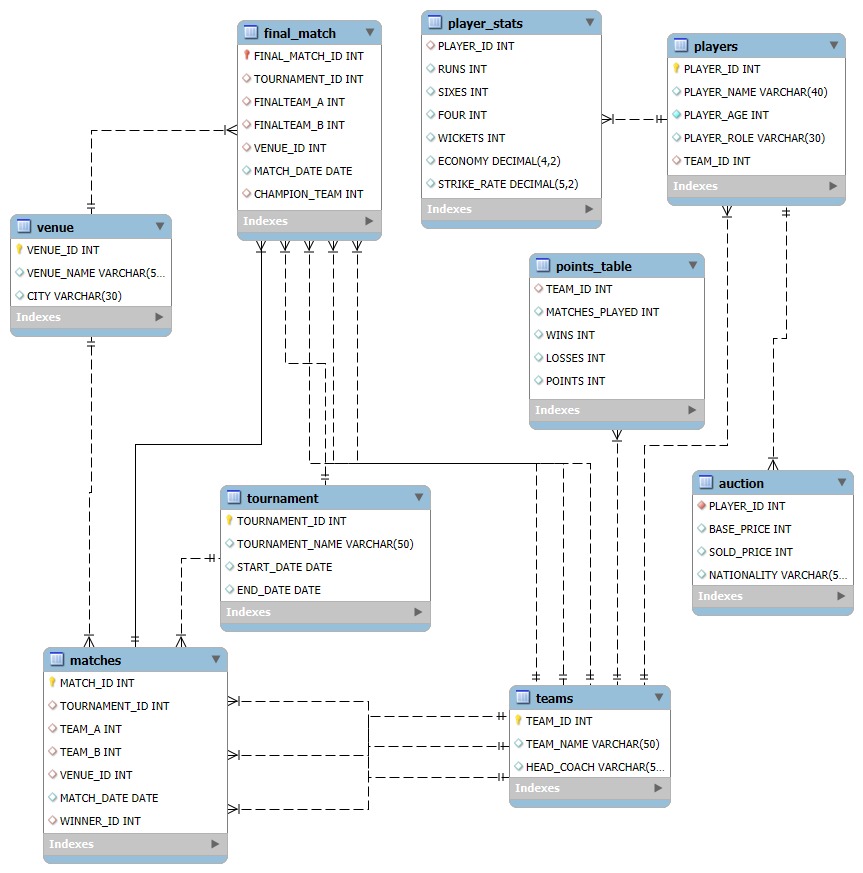 final_match
FINAL_MATCH_ID INT
TOURNAMENT_ID INT
FINALTEAM_A INT
FINALTEAM_B INT
VENUE_ID INT
MATCH_DATE DATE
CHAMPION_TEAM INT
Indexes
player_stats
PLAYER_ID INT
RUNS INT
SIXES INT
FOUR INT
WICKETS INT
ECONOMY DECIMAL(4,2)
STRIKE_RATE DECIMAL(5,2)
Indexes
players
PLAYER_ID INT
PLAYER_NAME VARCHAR(40)
PLAYER_AGE INT
PLAYER_ROLE VARCHAR(30)
TEAM_ID INT
Indexes
venue
VENUE_ID INT
VENUE_NAME VARCHAR(5...
CITY VARCHAR(30)
Indexes
points_table
TEAM_ID INT
MATCHES_PLAYED INT
WINS INT
LOSSES INT
POINTS INT
Indexes
auction
PLAYER_ID INT
BASE_PRICE INT
SOLD_PRICE INT
NATIONALITY VARCHAR(5...
Indexes
tournament
TOURNAMENT_ID INT
TOURNAMENT_NAME VARCHAR(50)
START_DATE DATE
END_DATE DATE
Indexes
matches
MATCH_ID INT
TOURNAMENT_ID INT
TEAM_A INT
TEAM_B INT
VENUE_ID INT
MATCH_DATE DATE
WINNER_ID INT
Indexes
teams
TEAM_ID INT
TEAM_NAME VARCHAR(50)
HEAD_COACH VARCHAR(5...
Indexes